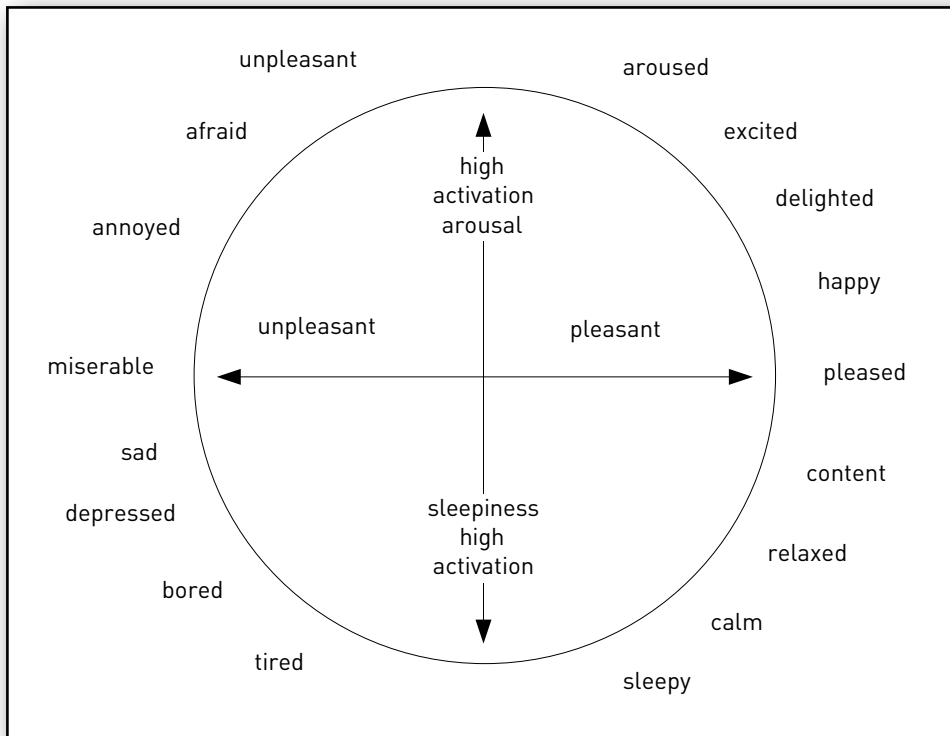 unpleasant
aroused
afraid
excited
high
activation
arousal
delighted
annoyed
happy
unpleasant
pleasant
miserable
pleased
sad
content
depressed
sleepiness
high
activation
relaxed
bored
calm
tired
sleepy